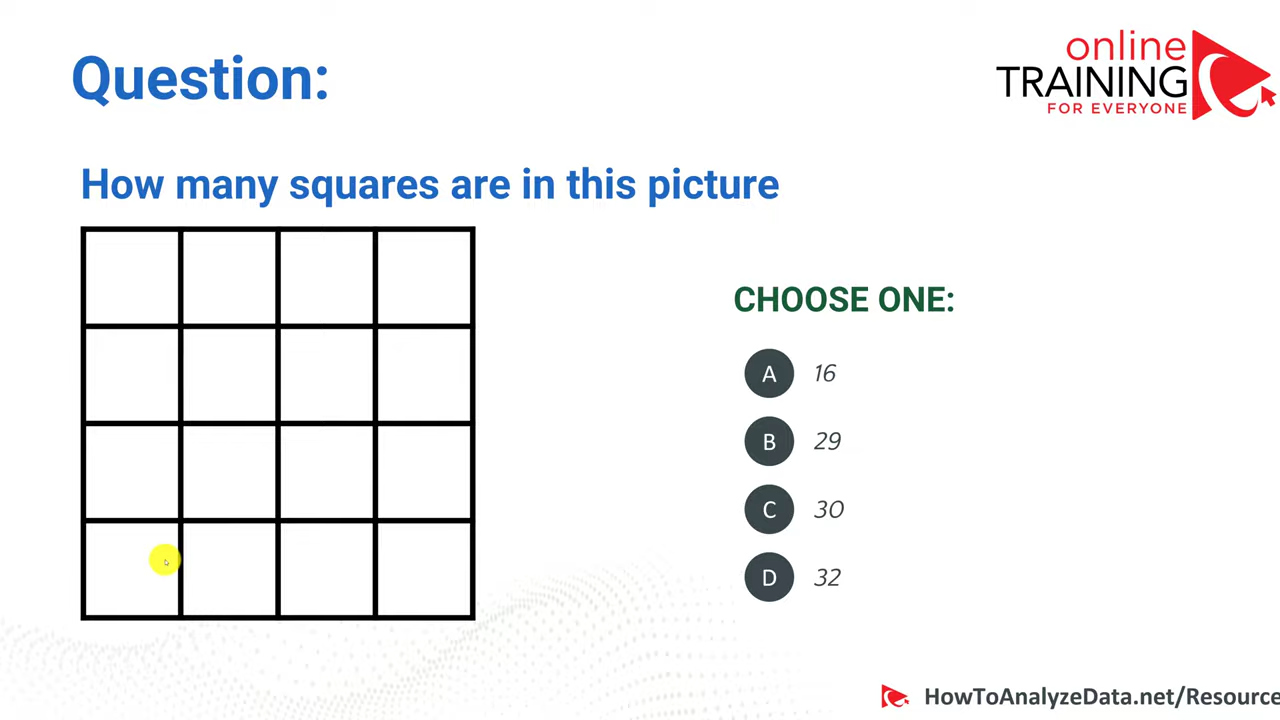 Question:
online
TRAINING
FOR EVERYONE
How many squares are in this picture
CHOOSE ONE:
A 16
B 29
C 30
D 32
HowToAnalyzeData.net/Resource